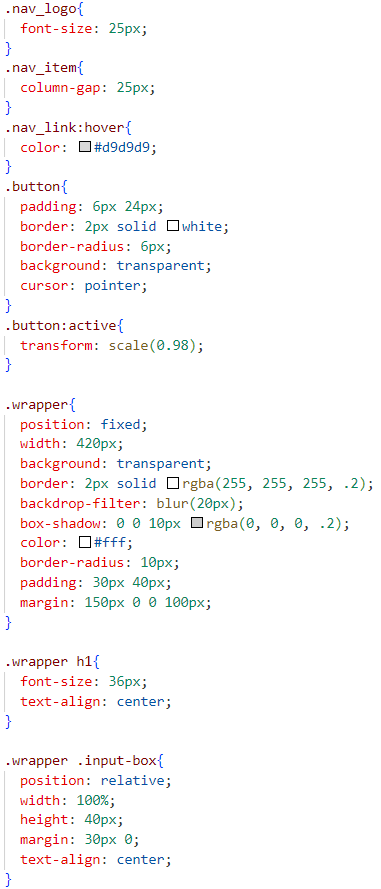 .nav_logo{
font-size: 25px;
}
.nav_item{
column-gap: 25px;
}
.nav_link:hover{
color: #d9d9d9;
}
.button{
padding: 6px 24px;
border: 2px solid white;
border-radius: 6px;
background: transparent;
cursor: pointer;
}
.button:active{
transform: scale(0.98);
}
.wrapper{
position: fixed;
width: 420px;
background: transparent;
border: 2px solid rgba(255, 255, 255, .2);
backdrop-filter: blur(20px);
box-shadow: 0 0 10px rgba(0, 0, 0, .2);
color: #fff;
border-radius: 10px;
padding: 30px 40px;
margin: 150px 0 0 100px;
}
.wrapper h1{
font-size: 36px;
text-align: center;
}
.wrapper .input-box{
position: relative;
width: 100%;
height: 40px;
margin: 30px 0;
text-align: center;
}